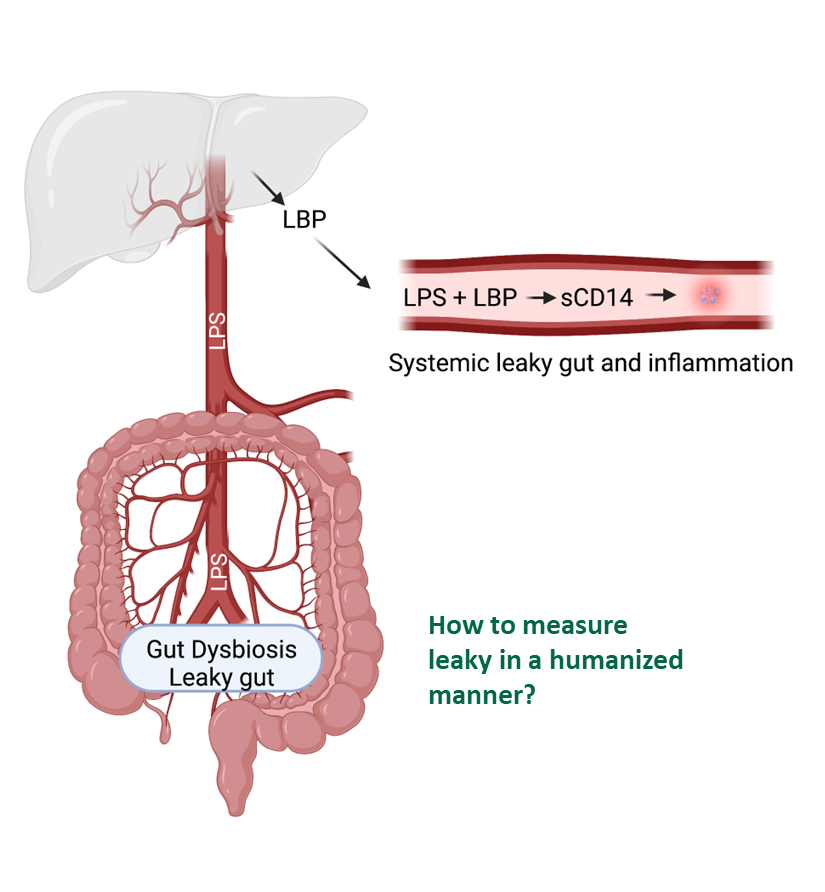 LBP
LPS
LPS + LBP → sCD14 →
Systemic leaky gut and inflammation
LPS
Gut Dysbiosis
Leaky gut
How to measure
leaky in a humanized
manner?